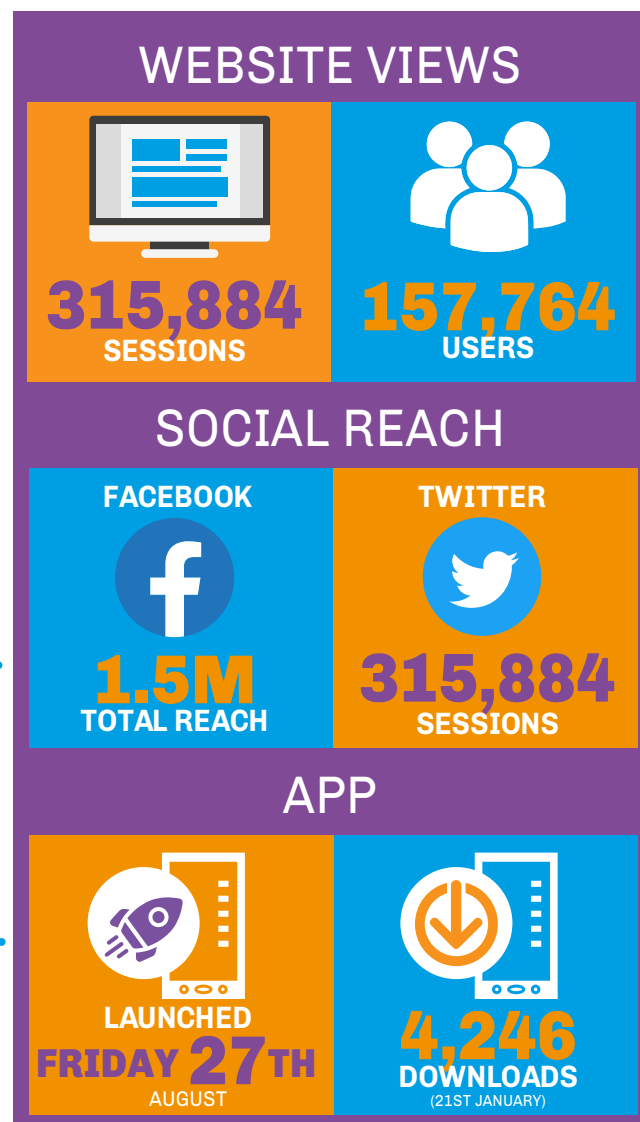 WEBSITE VIEWS
315,884
SESSIONS
157,764
USERS
SOCIAL REACH
FACEBOOK
1.5M
TOTAL REACH
TWITTER
315,884
SESSIONS
APP
LAUNCHED
FRIDAY 27TH
AUGUST
4,246
DOWNLOADS
(21ST JANUARY)